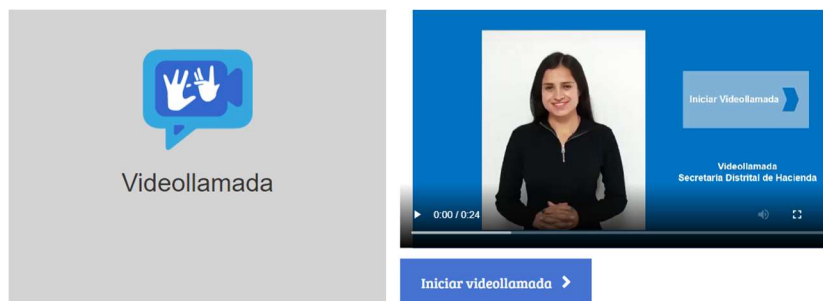 Videollamada
Iniciar Videollamada
Videollamada
Secretaria Distrital de Hacienda
0:00 / 0:24
Iniciar videollamada